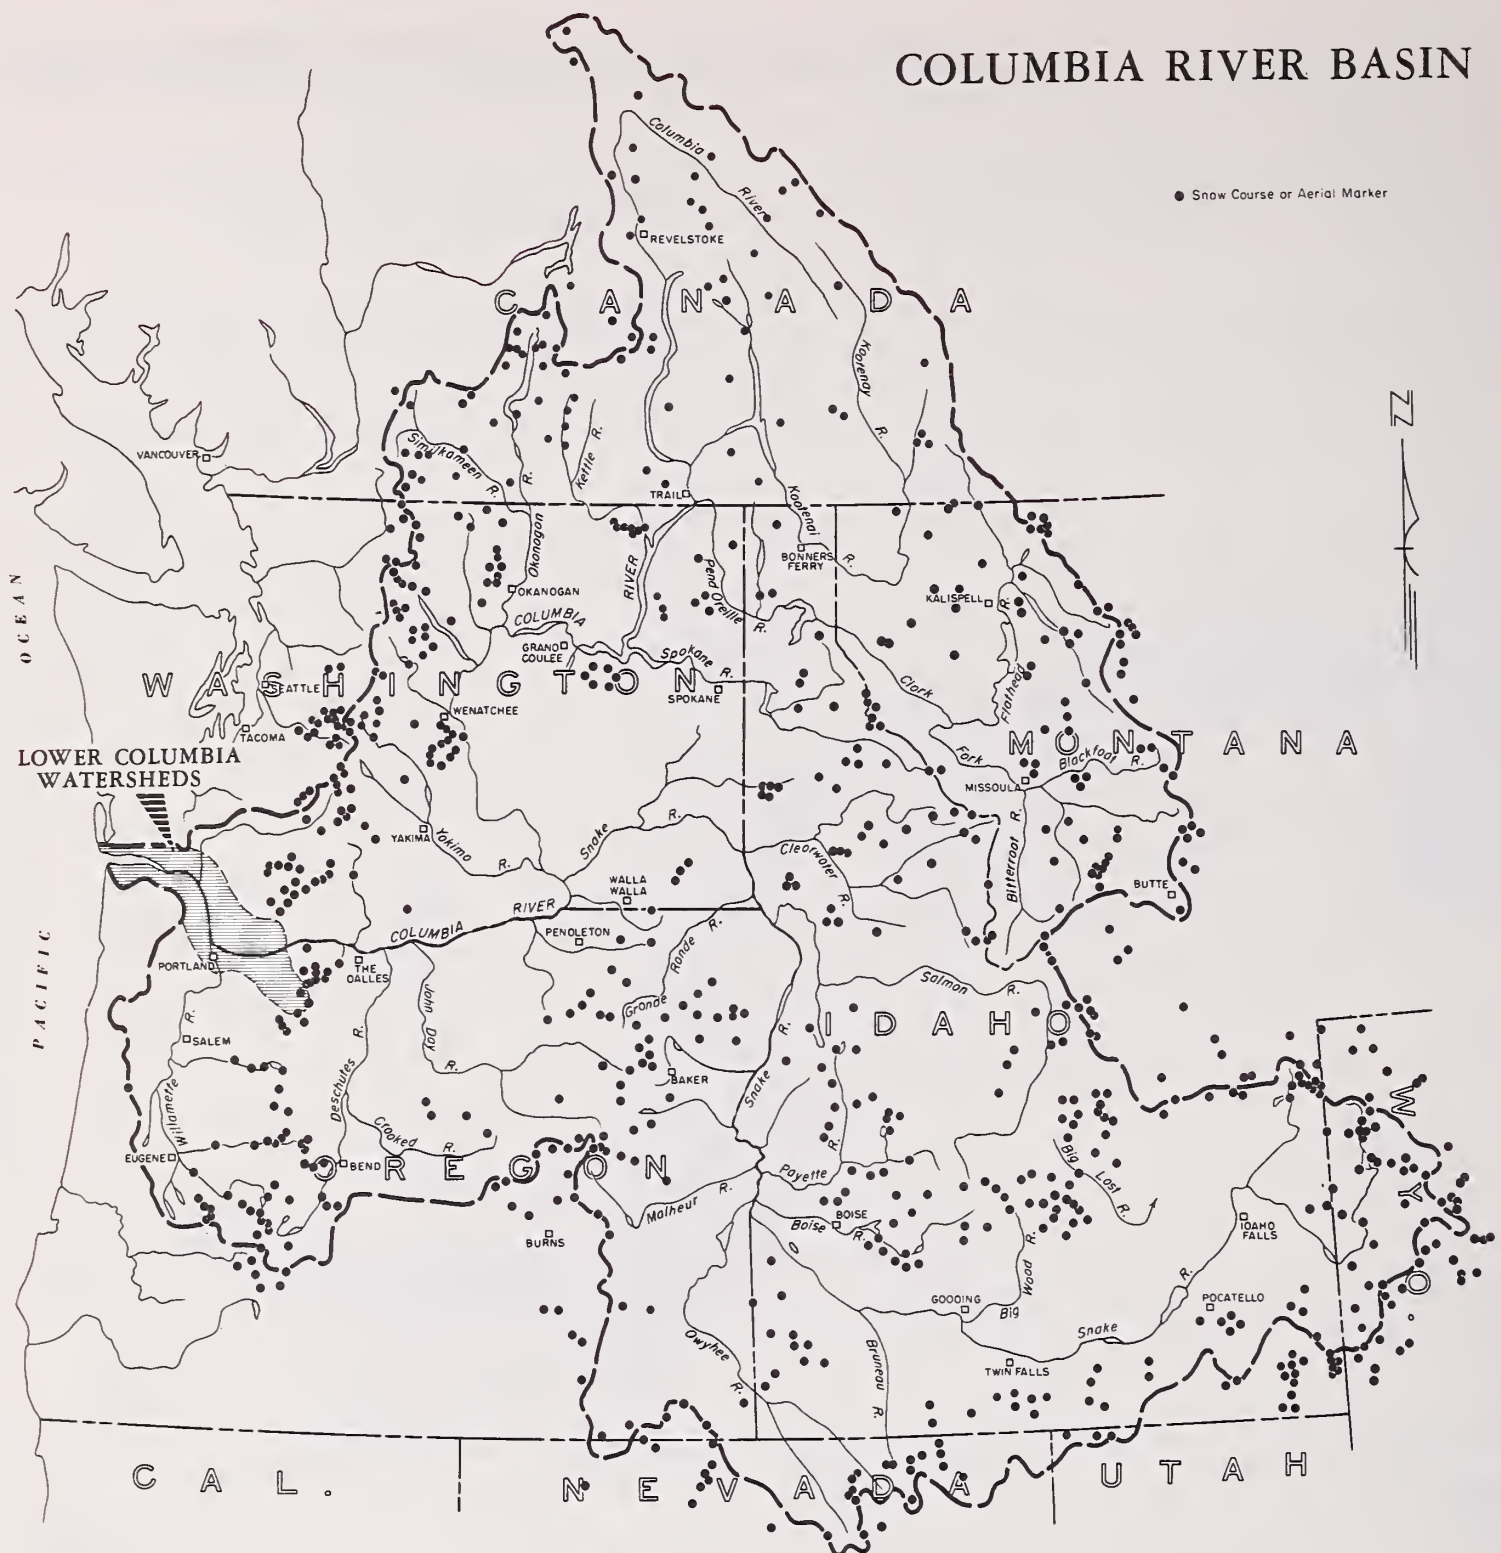 COLUMBIA RIVER BASIN
Columbia
River
● Snow Course or Aerial Marker
REVELSTOKE
CANADA
Kootenay
R.
VANCOUVER
Similkameen
R.
R.
Kettle R.
TRAIL
Kootenai
BONNERS
FERRY
R.
Okanogan
OKANOGAN
RIVER
Pend Oreille
R.
KALISPELL
R.
OCEAN
COLUMBIA
GRAND
COULEE
Spokane
R.
SPOKANE
Clark
Flathead
WASHINGTON
SEATTLE
WENATCHEE
TACOMA
LOWER COLUMBIA
WATERSHEDS
Fork
MONTANA
Blackfoot
R.
MISSOULA
YAKIMA
Yakima
R.
Snake
R.
Clearwater
R.
Bitterroot R.
BUTTE
WALLA
WALLA
RIVER
COLUMBIA
PENDLETON
PACIFIC
PORTLAND
THE
DALLES
Grande
Ronde
R.
Salmon
R.
John Day
R.
R.
SALEM
Deschutes
R.
IDAHO
R.
Snake
BAKER
WYO.
Willamette
EUGENE
Crooked
R.
BEND
OREGON
R.
Payette
Big
Lost
R.
Malheur
R.
BURNS
Boise
BOISE
R.
Wood
R.
Big
IDAHO
FALLS
R.
POCATELLO
GOODING
Snake
TWIN FALLS
Owyhee
R.
Bruneau
R.
CAL.
NEVADA
UTAH
N